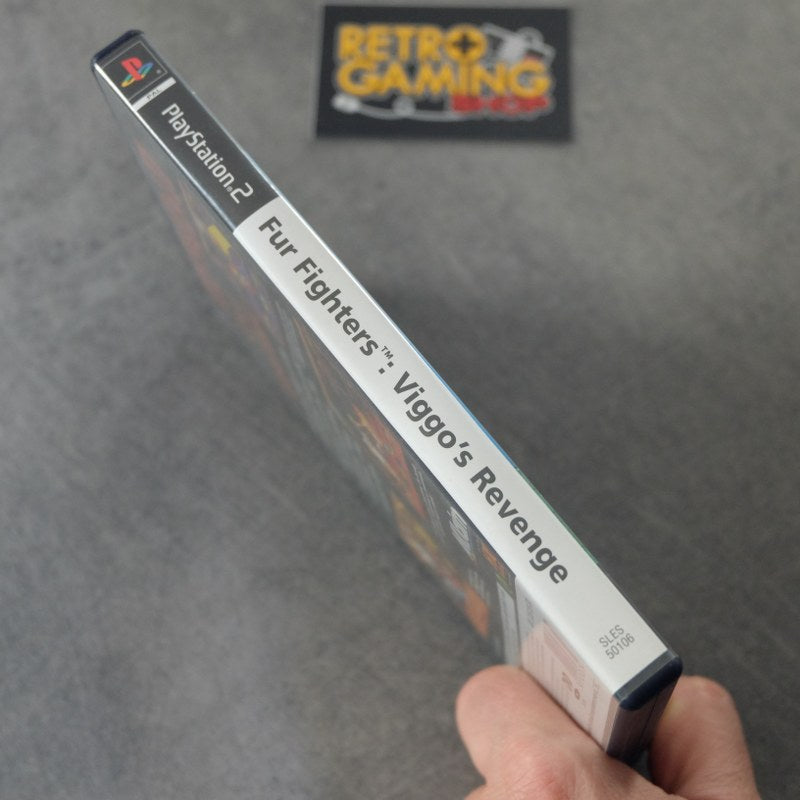 RETRO
GAMING
SHOP
PAL
PlayStation®2
Fur Fighters™: Viggo's Revenge
SLES
50106